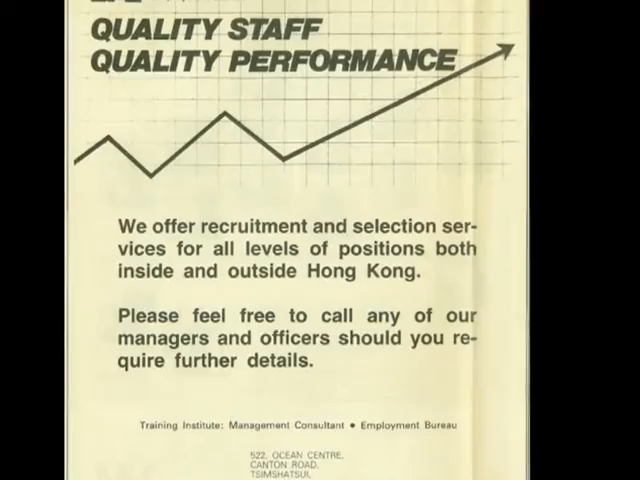 QUALITY STAFF
QUALITY PERFORMANCE
We offer recruitment and selection ser-
vices for all levels of positions both
inside and outside Hong Kong.
Please feel free to call any of our
managers and officers should you re-
quire further details.
Training Institute: Management Consultant • Employment Bureau
522, OCEAN CENTRE,
CANTON ROAD,
TSIMSHATSUI,